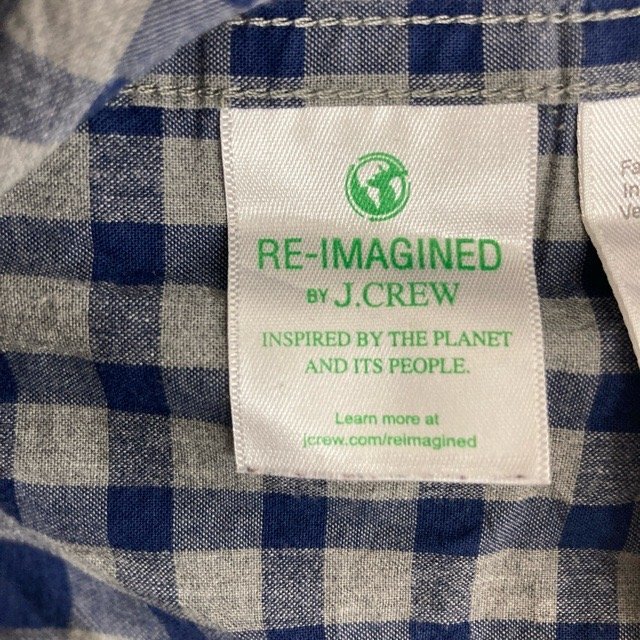 RE-IMAGINED
BY J.CREW
INSPIRED BY THE PLANET
AND ITS PEOPLE.
Learn more at
jcrew.com/reimagined